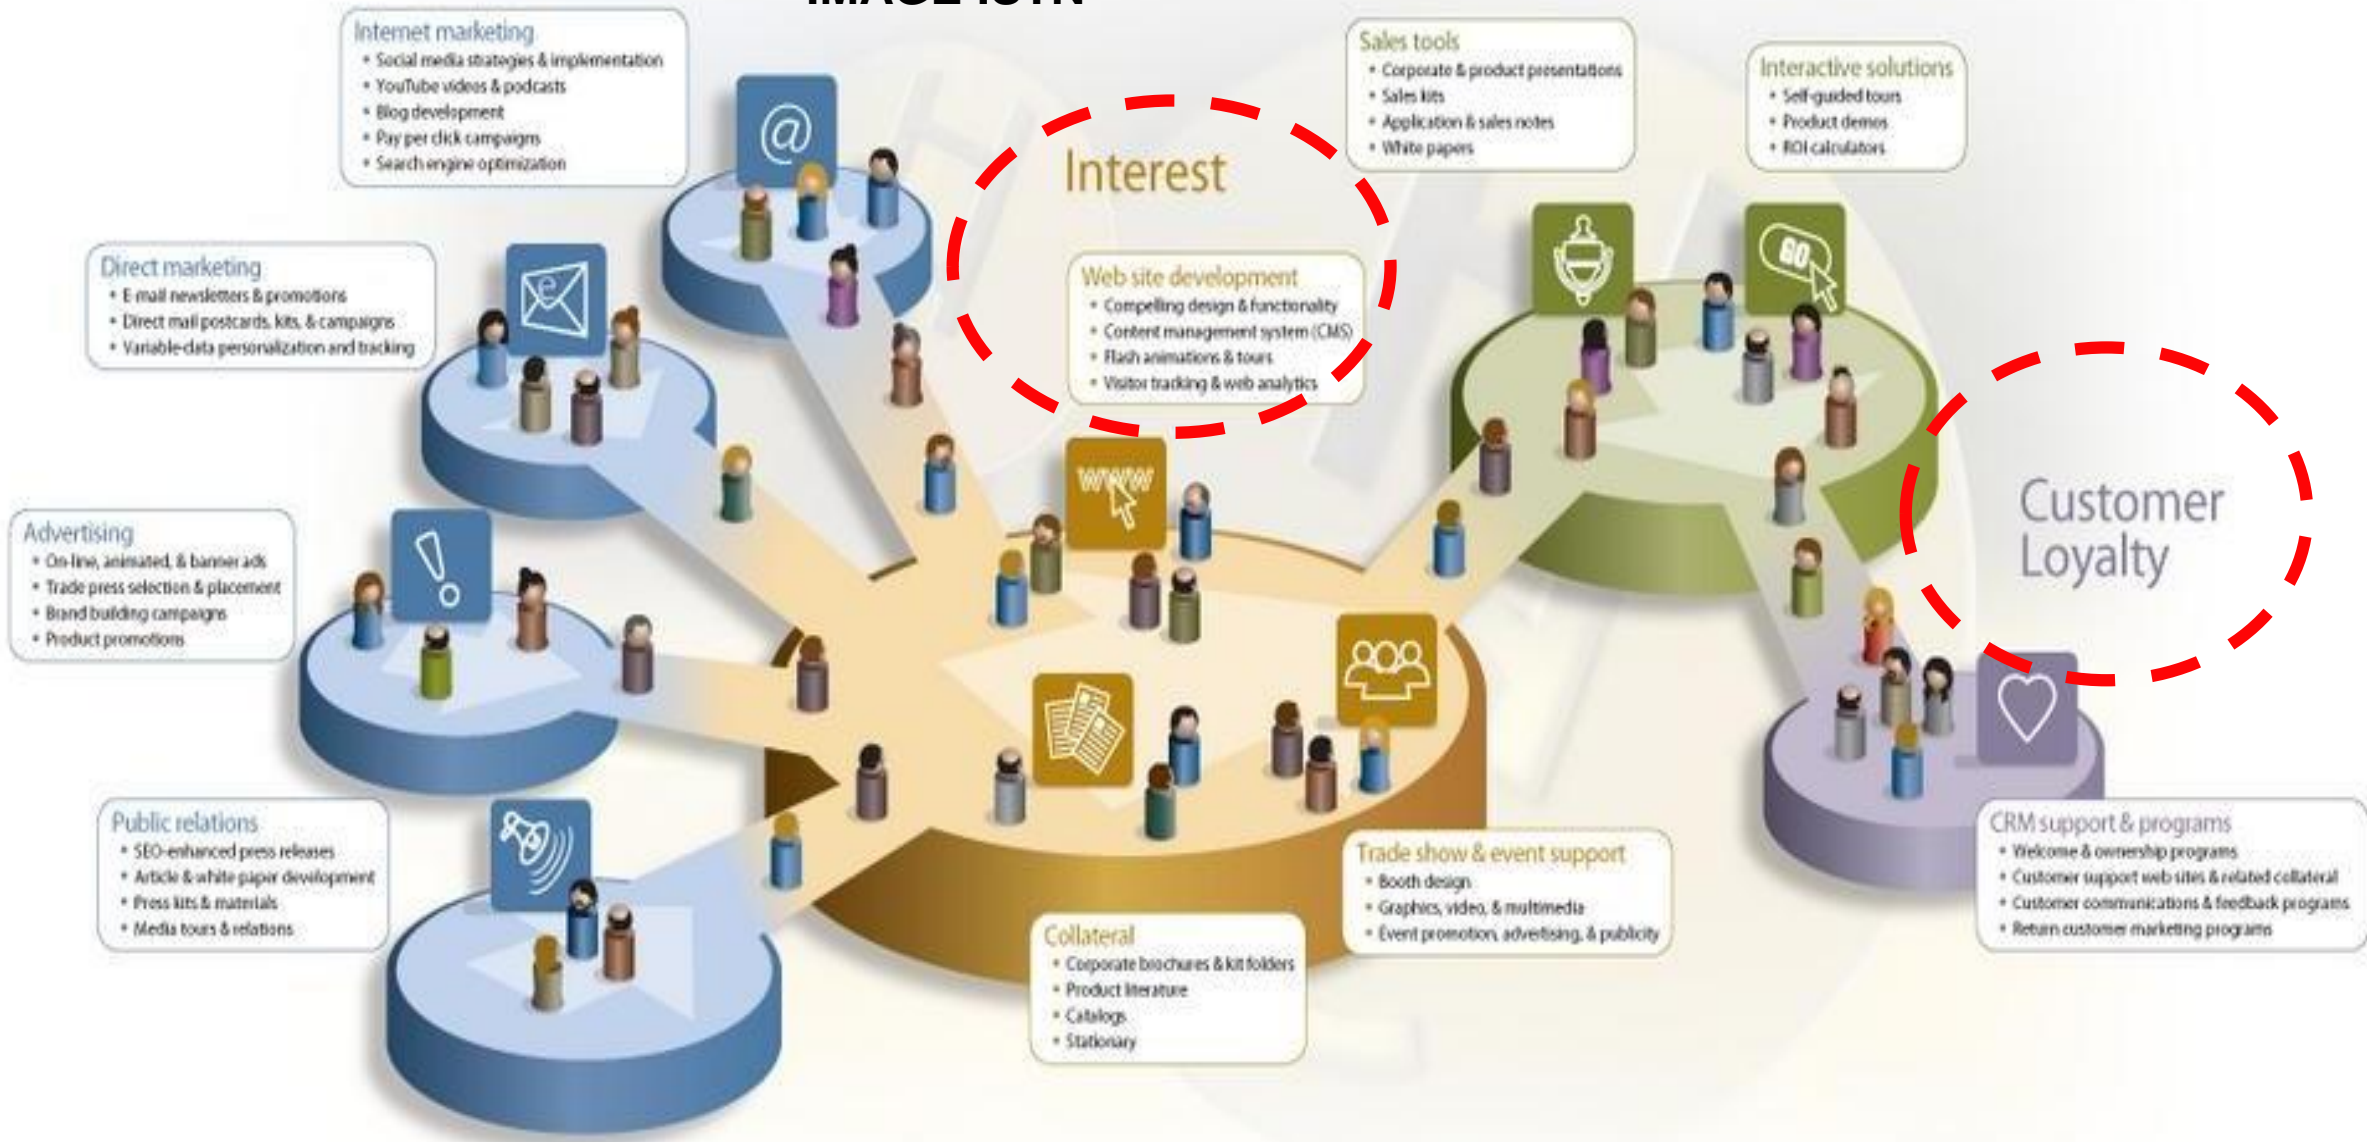 Internet marketing
• Social media strategies & implementation
• YouTube videos & podcasts
• Blog development
• Pay per click campaigns
• Search engine optimization
@
Direct marketing
• E-mail newsletters & promotions
• Direct mail postcards, kits, & campaigns
• Variable-data personalization and tracking
e
Advertising
• On-line, animated, & banner ads
• Trade press selection & placement
• Brand building campaigns
• Product promotions
!
Public relations
• SEO-enhanced press releases
• Article & white paper development
• Press kits & materials
• Media tours & relations
Interest
Web site development
• Compelling design & functionality
• Content management system (CMS)
• Flash animations & tours
• Visitor tracking & web analytics
www
Collateral
• Corporate brochures & kit folders
• Product literature
• Catalogs
• Stationary
Trade show & event support
• Booth design
• Graphics, video, & multimedia
• Event promotion, advertising, & publicity
Sales tools
• Corporate & product presentations
• Sales kits
• Application & sales notes
• White papers
Interactive solutions
• Self-guided tours
• Product demos
• ROI calculators
GO
Customer
Loyalty
CRM support & programs
• Welcome & ownership programs
• Customer support web sites & related collateral
• Customer communications & feedback programs
• Return customer marketing programs